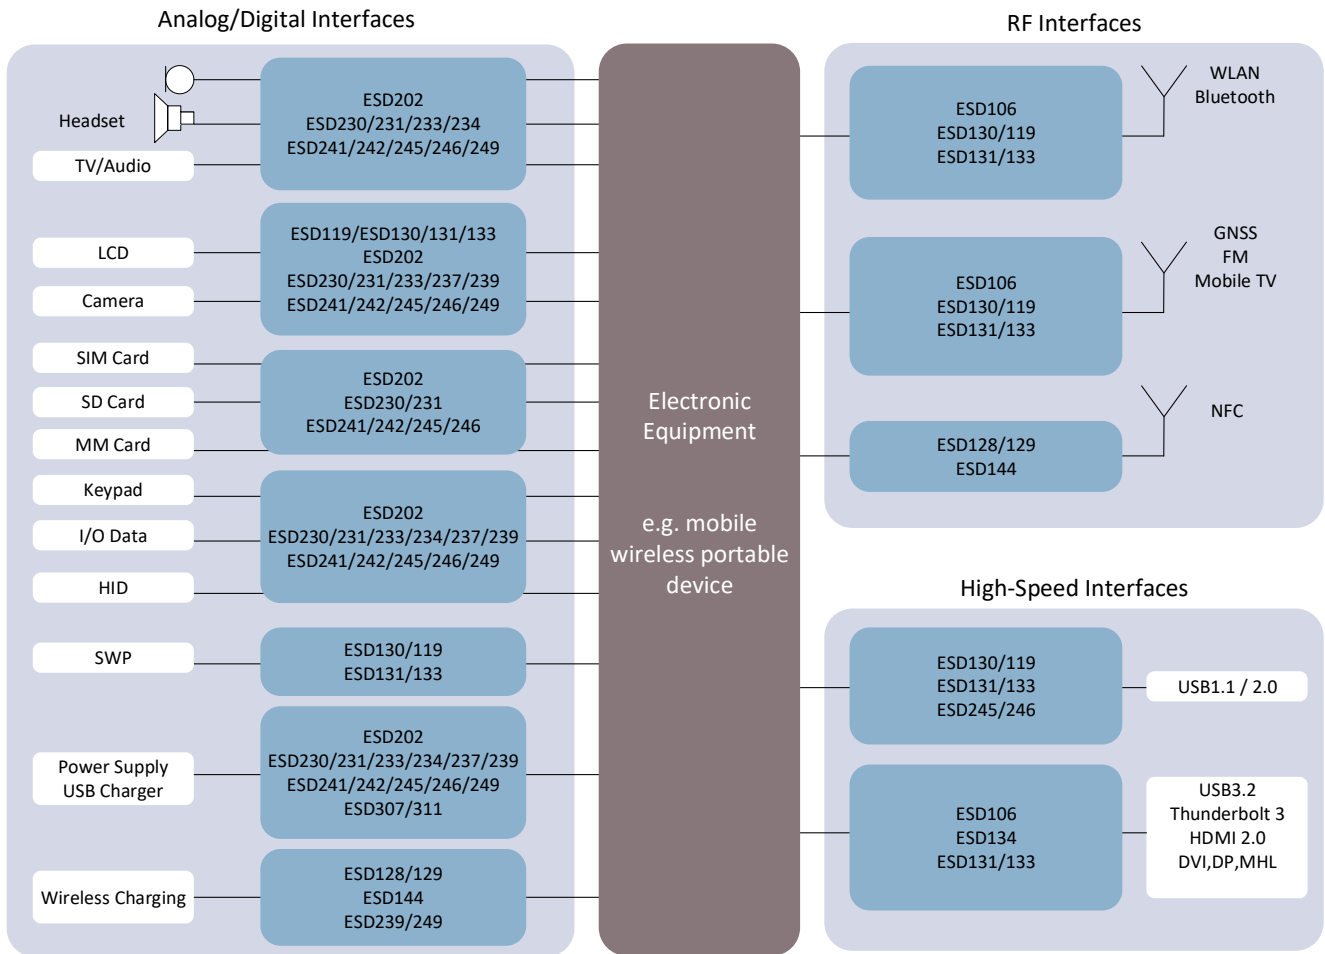 Analog/Digital Interfaces
Headset
TV/Audio
ESD202
ESD230/231/233/234
ESD241/242/245/246/249
LCD
Camera
ESD119/ESD130/131/133
ESD202
ESD230/231/233/237/239
ESD241/242/245/246/249
SIM Card
SD Card
MM Card
ESD202
ESD230/231
ESD241/242/245/246
Keypad
I/O Data
HID
ESD202
ESD230/231/233/234/237/239
ESD241/242/245/246/249
SWP
ESD130/119
ESD131/133
Power Supply
USB Charger
ESD202
ESD230/231/233/234/237/239
ESD241/242/245/246/249
ESD307/311
Wireless Charging
ESD128/129
ESD144
ESD239/249
Electronic
Equipment
e.g. mobile
wireless portable
device
RF Interfaces
ESD106
ESD130/119
ESD131/133
WLAN
Bluetooth
ESD106
ESD130/119
ESD131/133
GNSS
FM
Mobile TV
ESD128/129
ESD144
NFC
High-Speed Interfaces
ESD130/119
ESD131/133
ESD245/246
USB1.1 / 2.0
ESD106
ESD134
ESD131/133
USB3.2
Thunderbolt 3
HDMI 2.0
DVI,DP,MHL